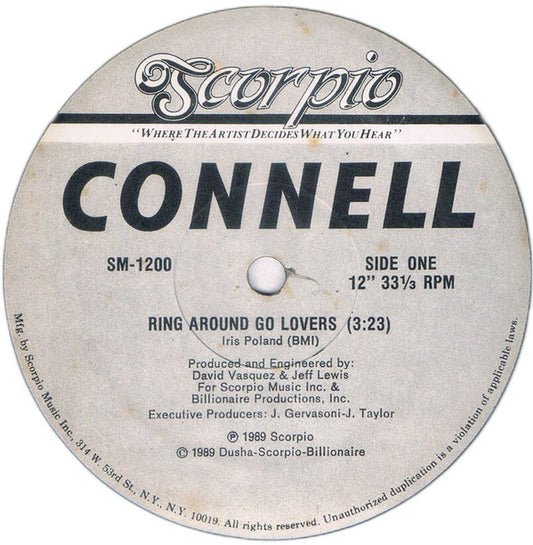 Scorpio
"WHERE THE ARTIST DECIDES WHAT YOU HEAR"
CONNELL
SM-1200
SIDE ONE
12" 33⅓ RPM
RING AROUND GO LOVERS (3:23)
Iris Poland (BMI)
Produced and Engineered by:
David Vasquez & Jeff Lewis
For Scorpio Music Inc. &
Billionaire Productions, Inc.
Executive Producers: J. Gervasoni-J. Taylor
℗ 1989 Scorpio
© 1989 Dusha-Scorpio-Billionaire
Mfg. by Scorpio Music Inc., 314 W. 53rd St., N.Y., N.Y. 10019. All rights reserved. Unauthorized duplication is a violation of applicable laws.